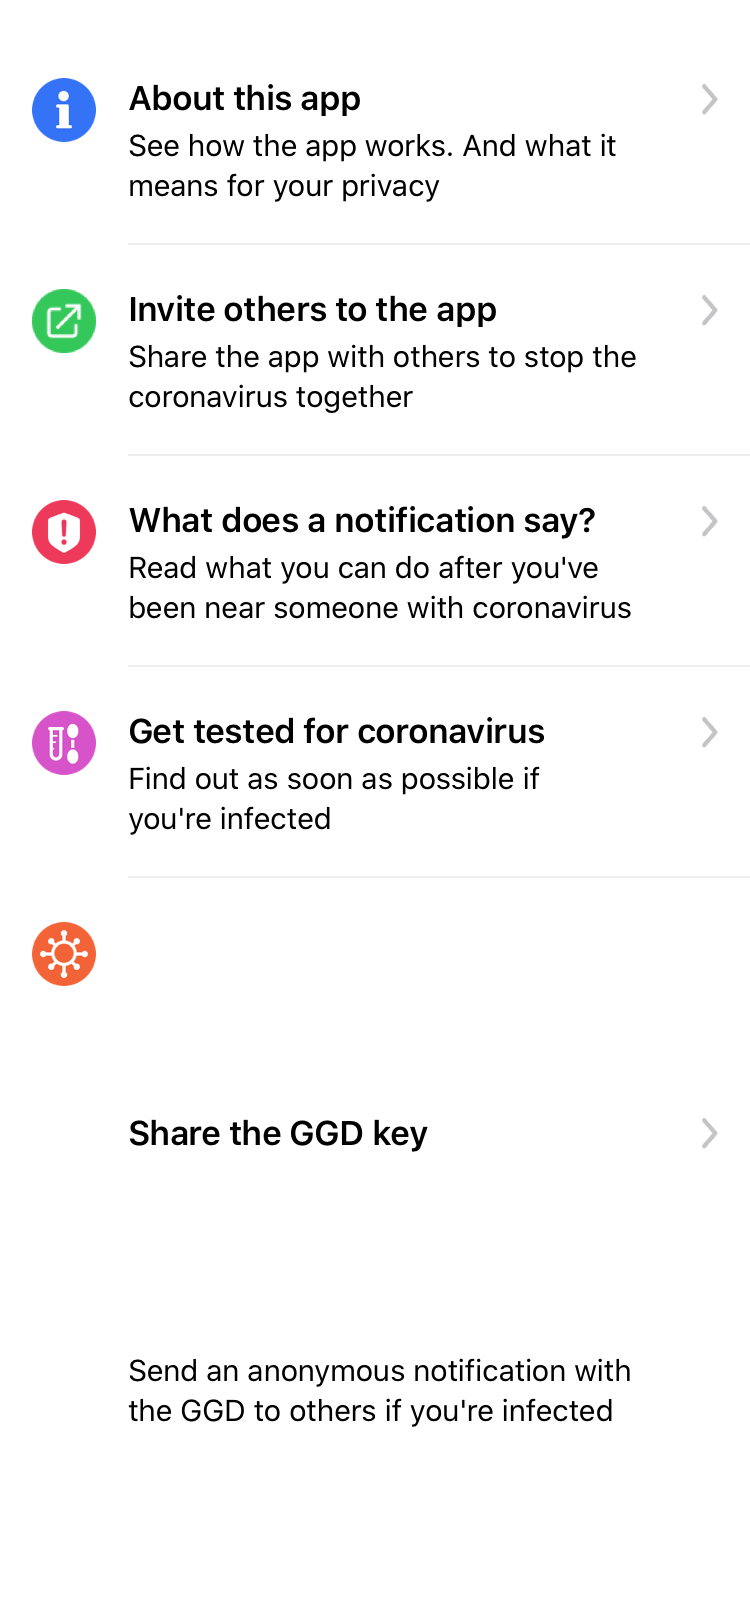 About this app
See how the app works. And what it
means for your privacy
Invite others to the app
Share the app with others to stop the
coronavirus together
What does a notification say?
Read what you can do after you've
been near someone with coronavirus
Get tested for coronavirus
Find out as soon as possible if
you're infected
Share the GGD key
Send an anonymous notification with
the GGD to others if you're infected